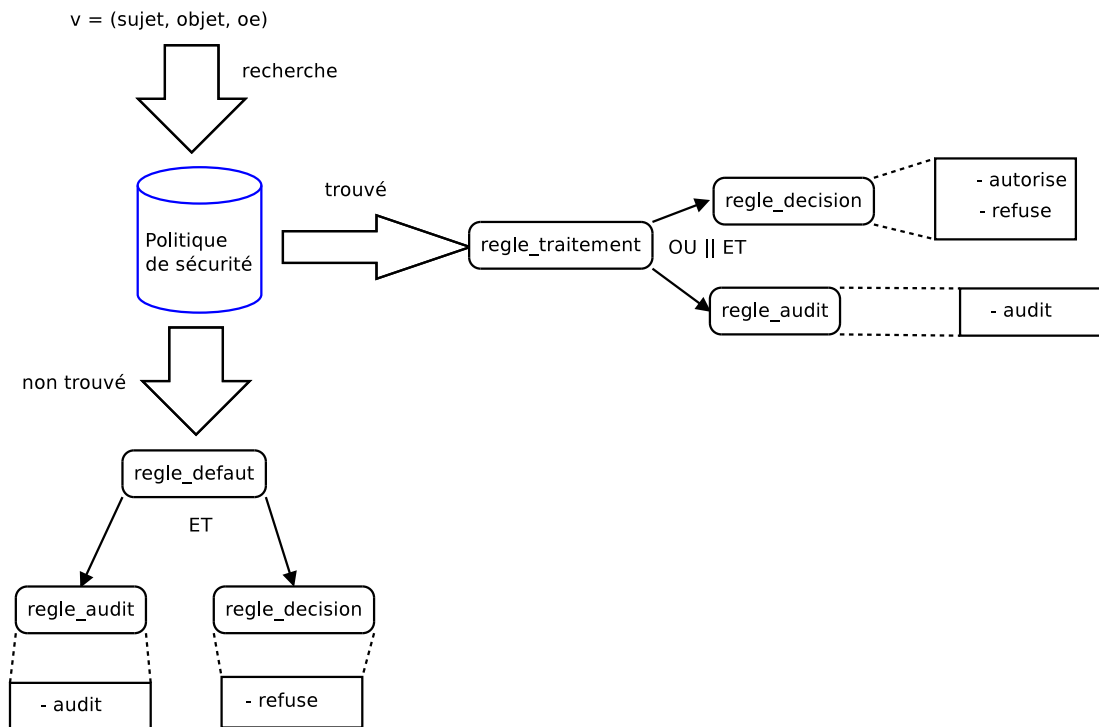 v = (sujet, objet, oe)
recherche
trouvé
Politique
de sécurité
regle_traitement
regle_decision
- autorise
- refuse
OU || ET
regle_audit
- audit
non trouvé
regle_defaut
ET
regle_audit
regle_decision
- audit
- refuse